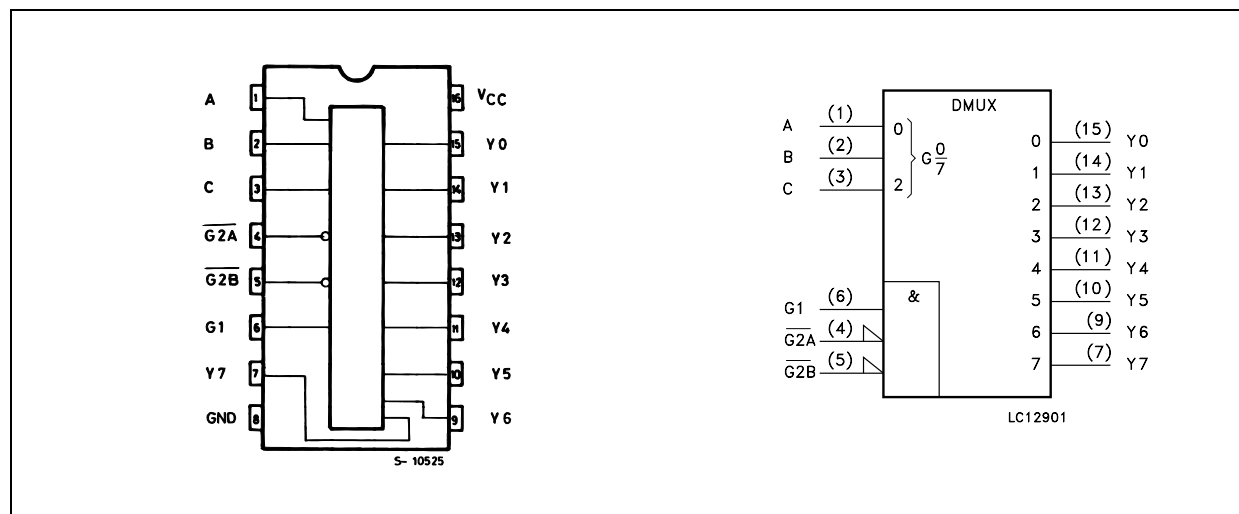 A 1 16 VCC
B 2 15 Y0
C 3 14 Y1
G2A 4 13 Y2
G2B 5 12 Y3
G1 6 11 Y4
Y7 7 10 Y5
GND 8 9 Y6
S- 10525
DMUX
A (1) 0
B (2) G 0/7
C (3) 2
0 (15) Y0
1 (14) Y1
2 (13) Y2
3 (12) Y3
4 (11) Y4
5 (10) Y5
6 (9) Y6
7 (7) Y7
&
G1 (6)
G2A (4)
G2B (5)
LC12901